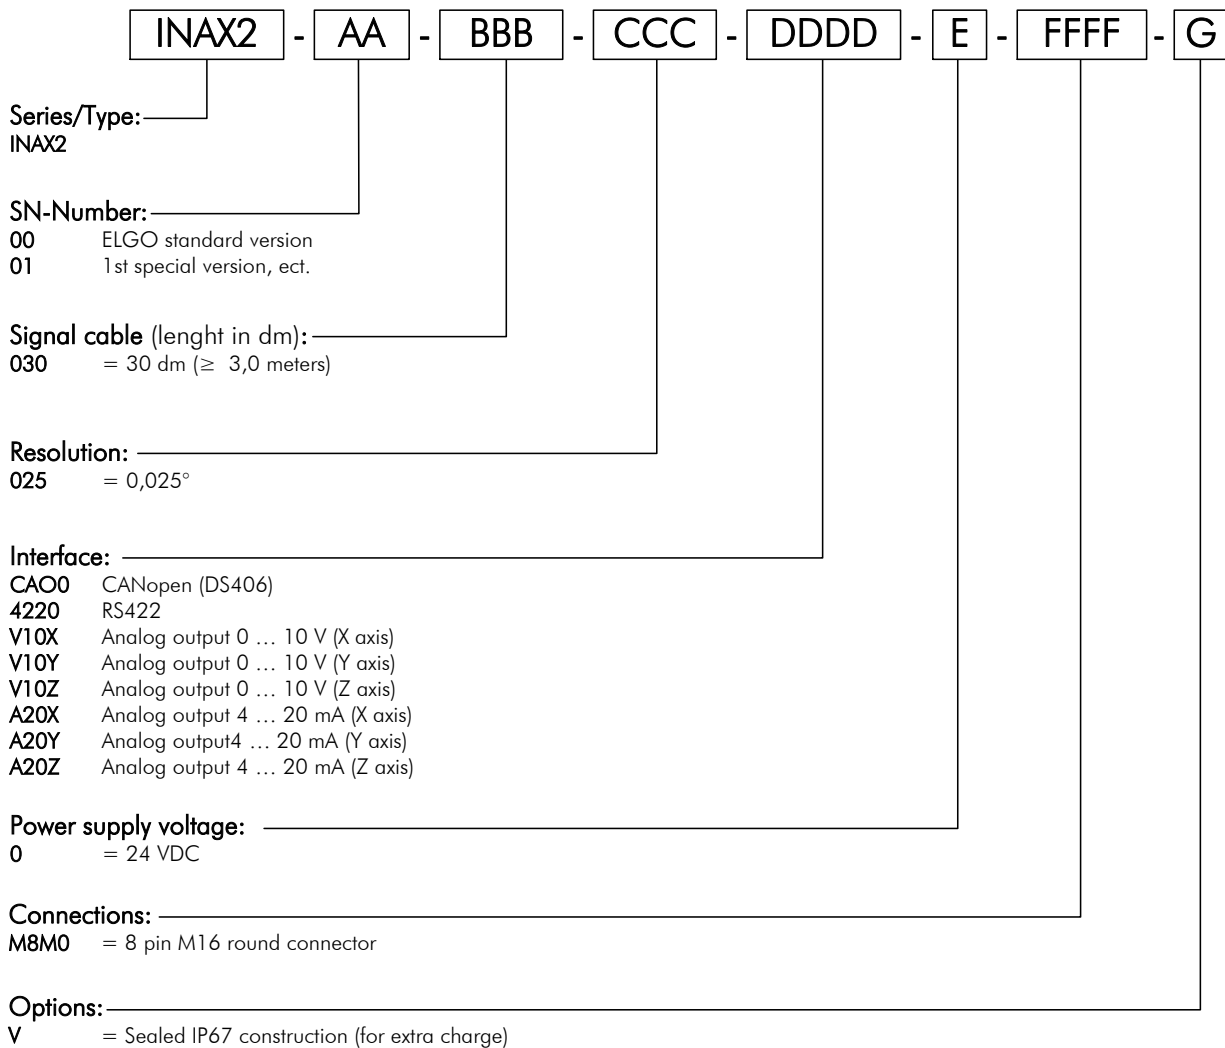 INAX2 - AA - BBB - CCC - DDDD - E - FFFF - G
Series/Type:
INAX2
SN-Number:
00 ELGO standard version
01 1st special version, ect.
Signal cable (lenght in dm):
030 = 30 dm (≥ 3,0 meters)
Resolution:
025 = 0,025°
Interface:
CAO0 CANopen (DS406)
4220 RS422
V10X Analog output 0 … 10 V (X axis)
V10Y Analog output 0 … 10 V (Y axis)
V10Z Analog output 0 … 10 V (Z axis)
A20X Analog output 4 … 20 mA (X axis)
A20Y Analog output4 … 20 mA (Y axis)
A20Z Analog output 4 … 20 mA (Z axis)
Power supply voltage:
0 = 24 VDC
Connections:
M8M0 = 8 pin M16 round connector
Options:
V = Sealed IP67 construction (for extra charge)